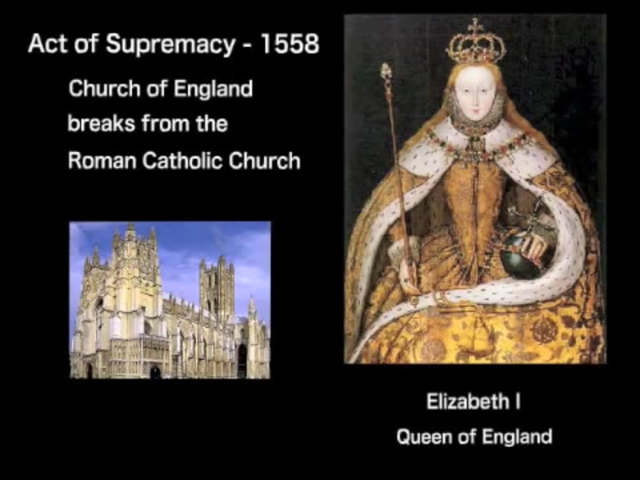 Act of Supremacy - 1558
Church of England
breaks from the
Roman Catholic Church
Elizabeth I
Queen of England